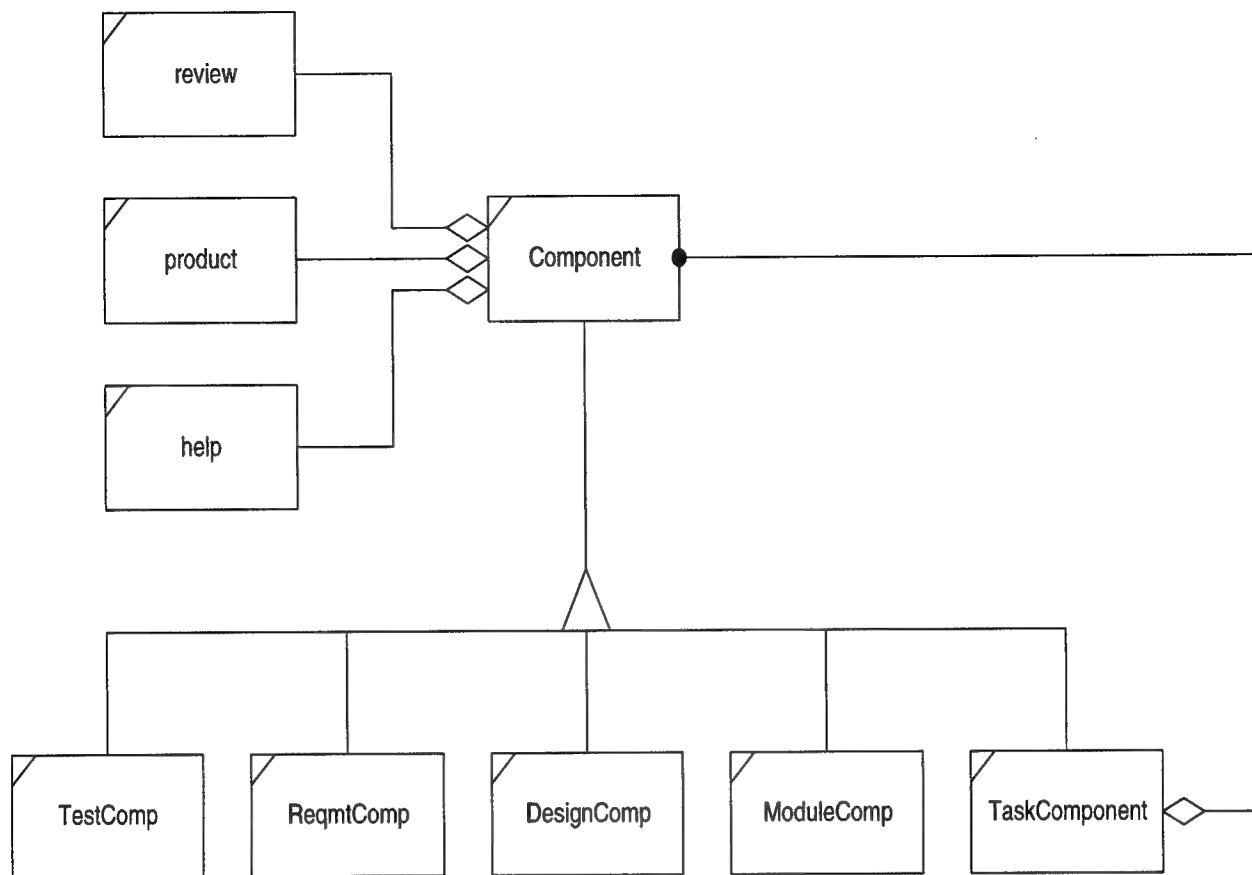 review
product
Component
help
TestComp
ReqmtComp
DesignComp
ModuleComp
TaskComponent